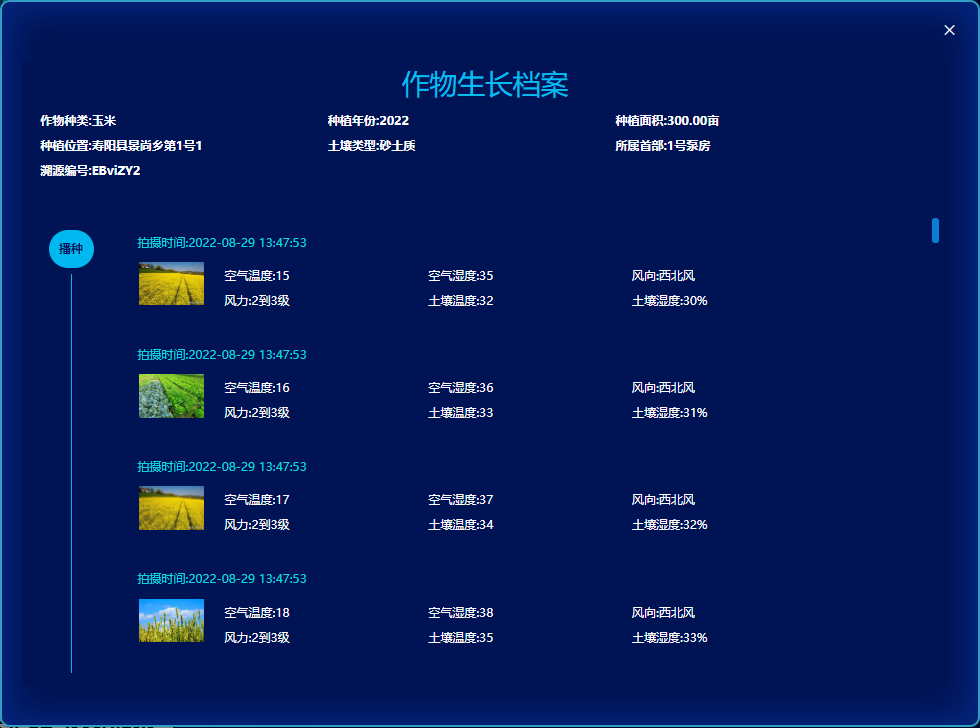 作物生长档案
作物种类:玉米 种植年份:2022 种植面积:300.00亩
种植位置:寿阳县景尚乡第1号1 土壤类型:砂土质 所属首部:1号泵房
溯源编号:EBviZY2
播种
拍摄时间:2022-08-29 13:47:53
空气温度:15 空气湿度:35 风向:西北风
风力:2到3级 土壤温度:32 土壤湿度:30%
拍摄时间:2022-08-29 13:47:53
空气温度:16 空气湿度:36 风向:西北风
风力:2到3级 土壤温度:33 土壤湿度:31%
拍摄时间:2022-08-29 13:47:53
空气温度:17 空气湿度:37 风向:西北风
风力:2到3级 土壤温度:34 土壤湿度:32%
拍摄时间:2022-08-29 13:47:53
空气温度:18 空气湿度:38 风向:西北风
风力:2到3级 土壤温度:35 土壤湿度:33%